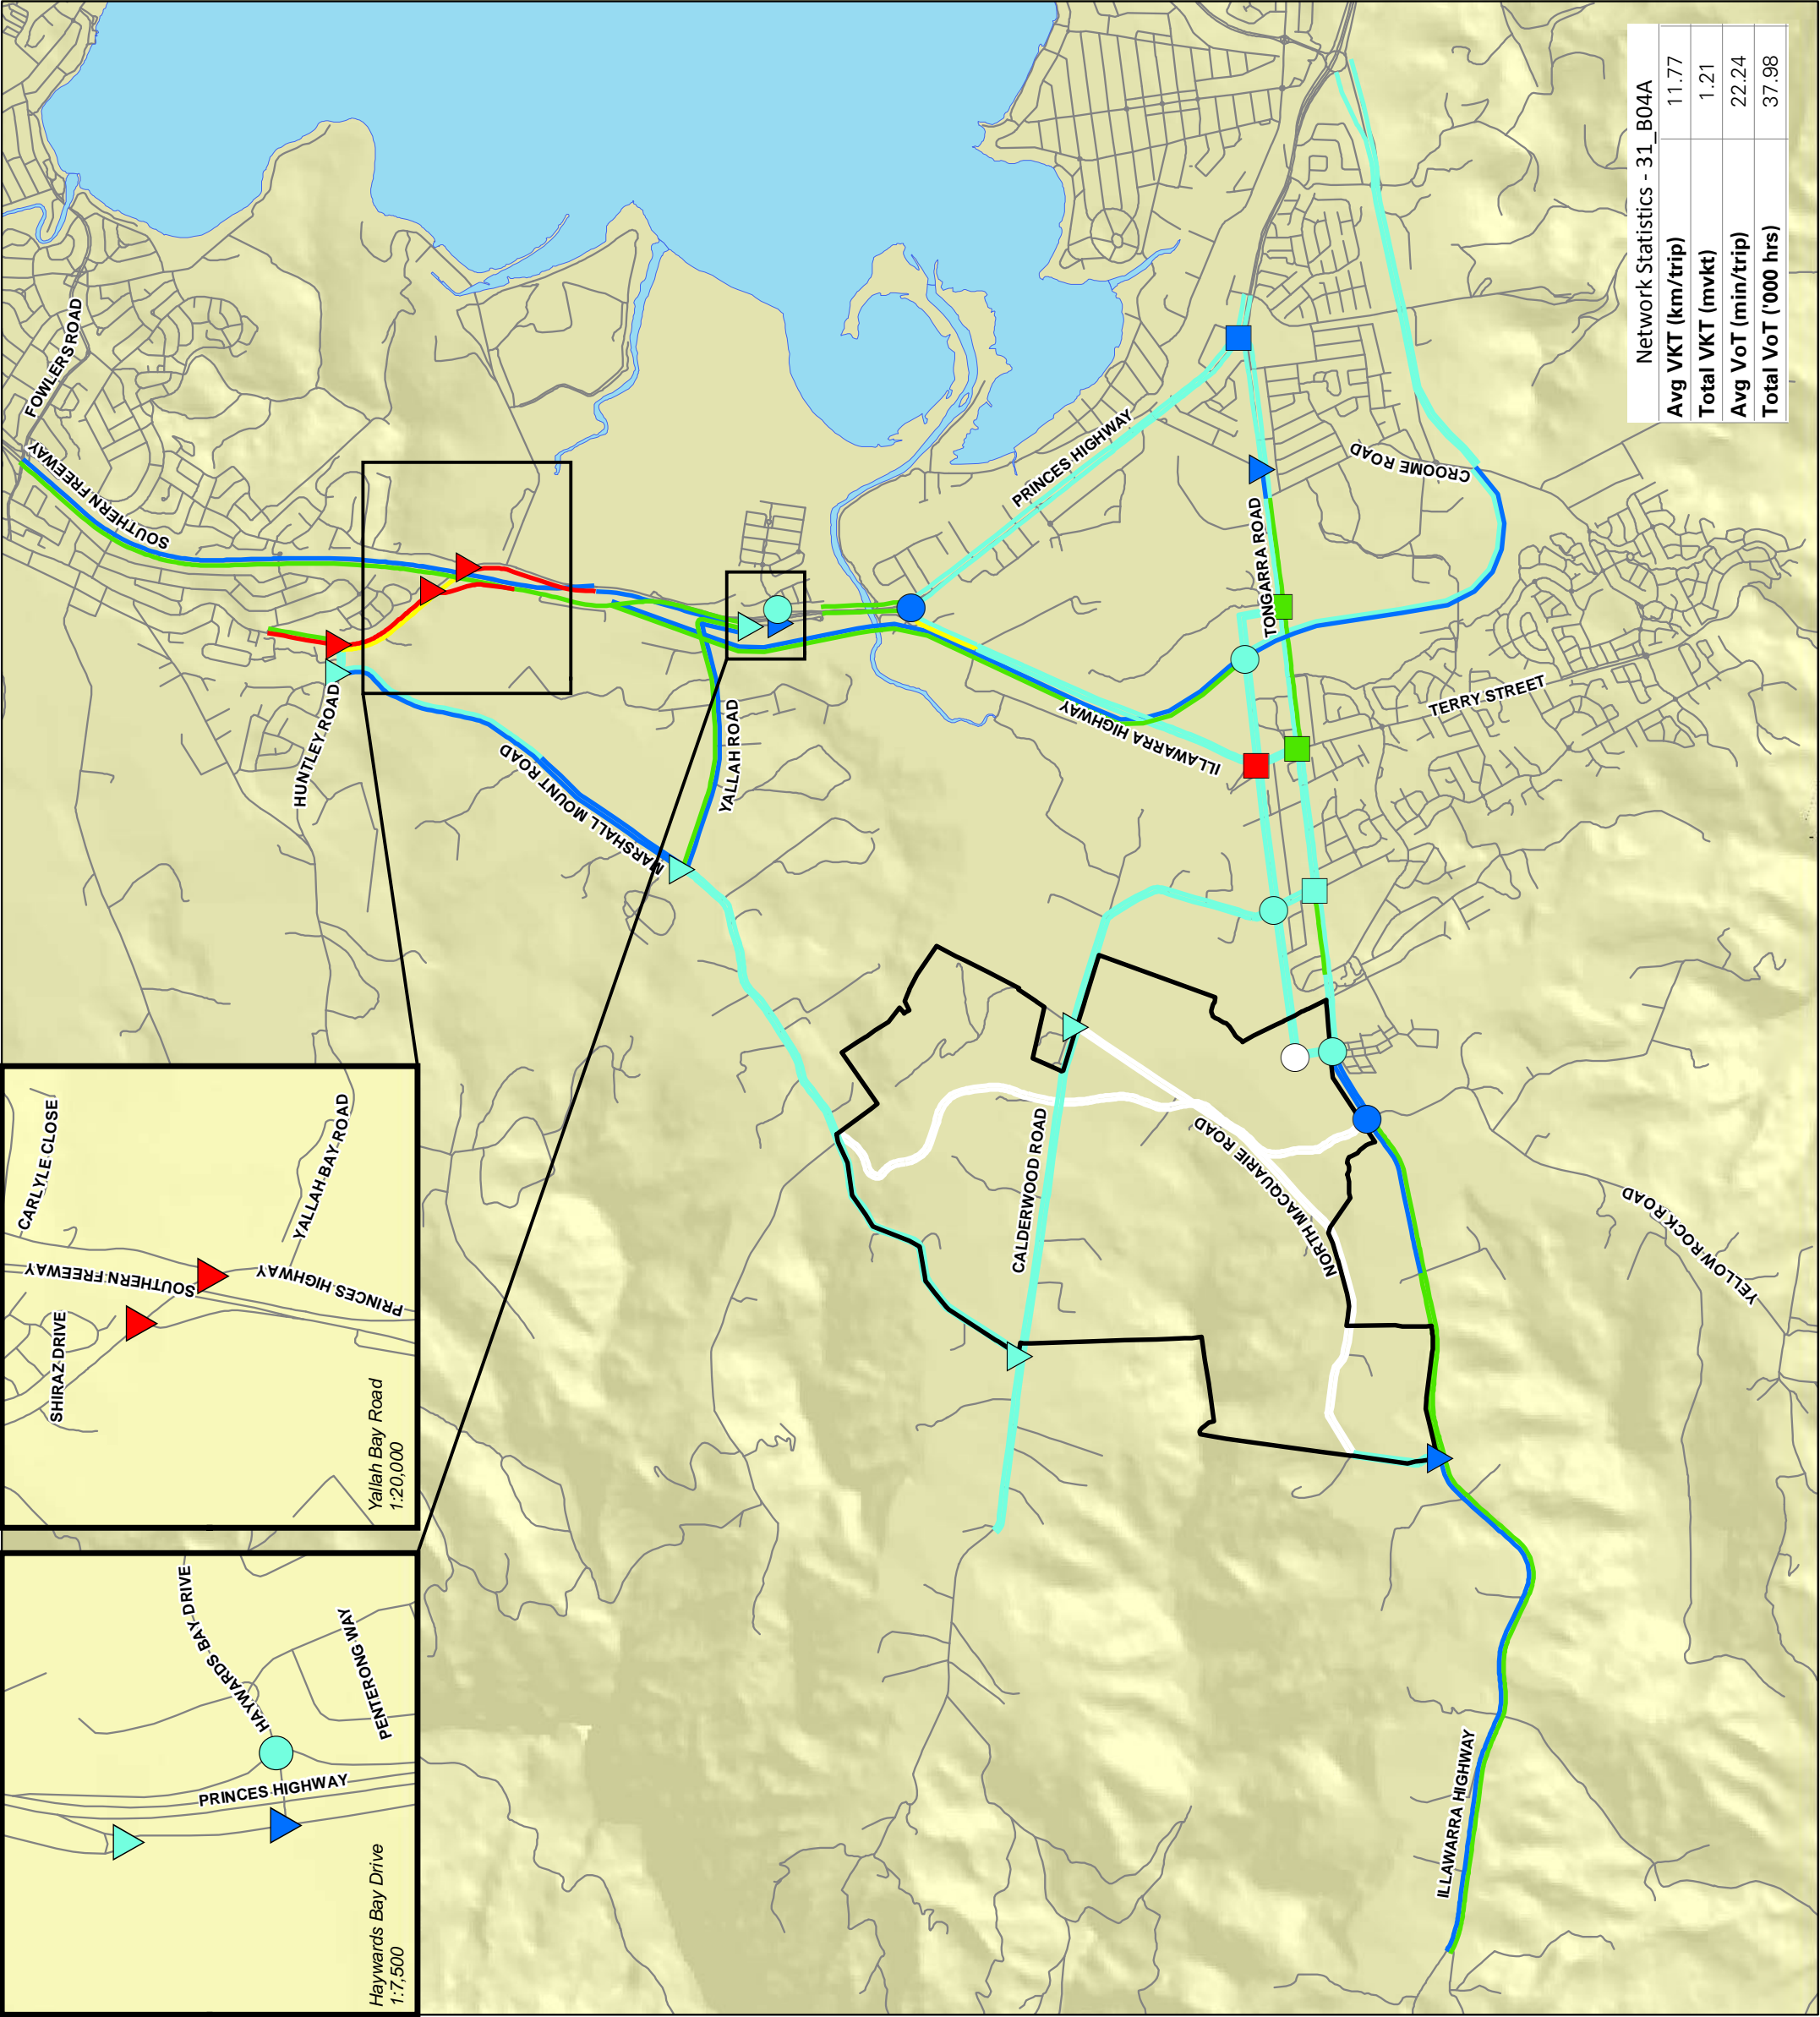 FOWLERS ROAD
SOUTHERN FREEWAY
HUNTLEY ROAD
MARSHALL MOUNT ROAD
YALLAH ROAD
PRINCES HIGHWAY
ILLAWARRA HIGHWAY
TONGARRA ROAD
CROOME ROAD
TERRY STREET
CALDERWOOD ROAD
NORTH MACQUARIE ROAD
YELLOW ROCK ROAD
ILLAWARRA HIGHWAY
CARLYLE CLOSE
SOUTHERN FREEWAY
YALLAH BAY ROAD
PRINCES HIGHWAY
SHIRAZ DRIVE
Yallah Bay Road
1:20,000
HAYWARDS BAY DRIVE
PENTERONG WAY
PRINCES HIGHWAY
Haywards Bay Drive
1:7,500
Network Statistics - 31_B04A
Avg VKT (km/trip) 11.77
Total VKT (mvkt) 1.21
Avg VoT (min/trip) 22.24
Total VoT ('000 hrs) 37.98